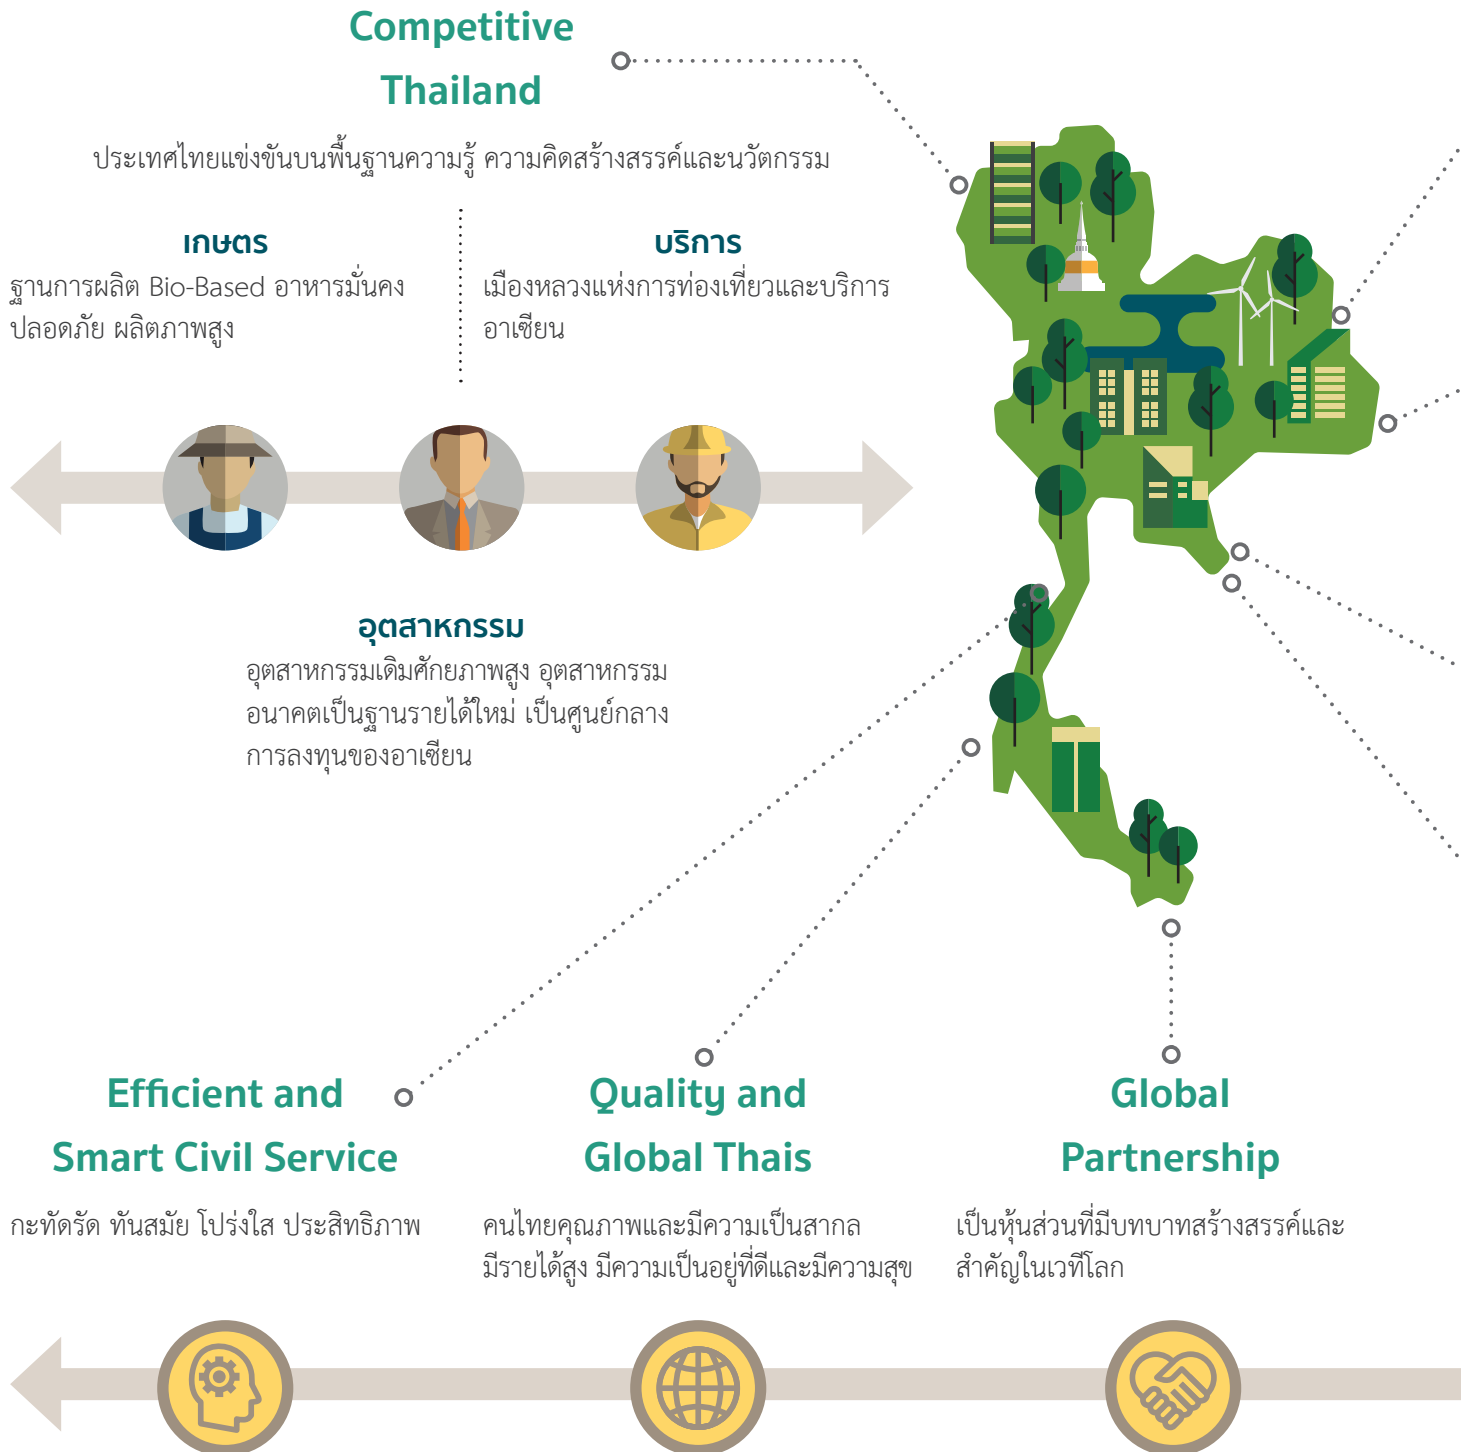 Competitive
Thailand
ประเทศไทยแข่งขันบนพื้นฐานความรู้ ความคิดสร้างสรรค์และนวัตกรรม
เกษตร
ฐานการผลิต Bio-Based อาหารมั่นคง
ปลอดภัย ผลิตภาพสูง
บริการ
เมืองหลวงแห่งการท่องเที่ยวและบริการ
อาเซียน
อุตสาหกรรม
อุตสาหกรรมเดิมศักยภาพสูง อุตสาหกรรม
อนาคตเป็นฐานรายได้ใหม่ เป็นศูนย์กลาง
การลงทุนของอาเซียน
Efficient and
Smart Civil Service
กะทัดรัด ทันสมัย โปร่งใส ประสิทธิภาพ
Quality and
Global Thais
คนไทยคุณภาพและมีความเป็นสากล
มีรายได้สูง มีความเป็นอยู่ที่ดีและมีความสุข
Global
Partnership
เป็นหุ้นส่วนที่มีบทบาทสร้างสรรค์และ
สำคัญในเวทีโลก